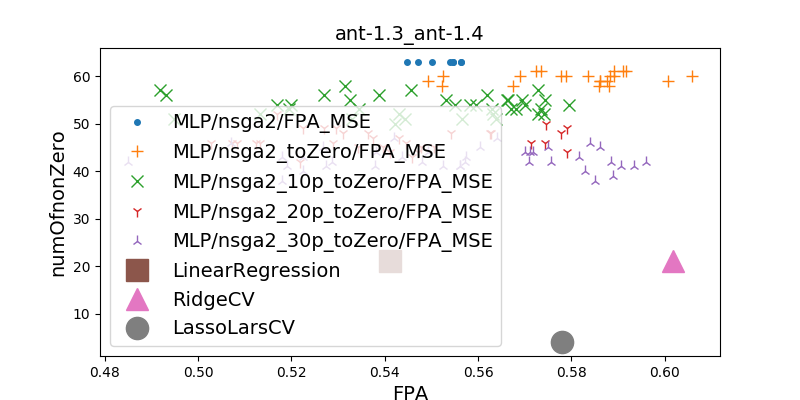 ant-1.3_ant-1.4
numOfnonZero
60
50
40
30
20
10
MLP/nsga2/FPA_MSE
MLP/nsga2_toZero/FPA_MSE
MLP/nsga2_10p_toZero/FPA_MSE
MLP/nsga2_20p_toZero/FPA_MSE
MLP/nsga2_30p_toZero/FPA_MSE
LinearRegression
RidgeCV
LassoLarsCV
0.48 0.50 0.52 0.54 0.56 0.58 0.60
FPA